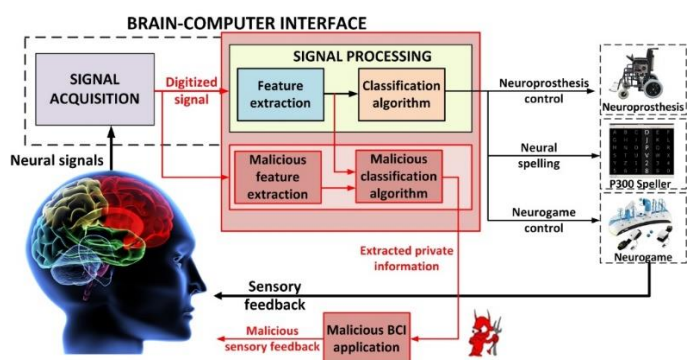 BRAIN-COMPUTER INTERFACE
SIGNAL PROCESSING
SIGNAL
ACQUISITION
Digitized
signal
Feature
extraction
Classification
algorithm
Neuroprosthesis
control
Neuroprosthesis
Neural signals
Malicious
feature
extraction
Malicious
classification
algorithm
Neural
spelling
P300 Speller
Neurogame
control
Neurogame
Extracted private
information
Sensory
feedback
Malicious
sensory feedback
Malicious BCI
application